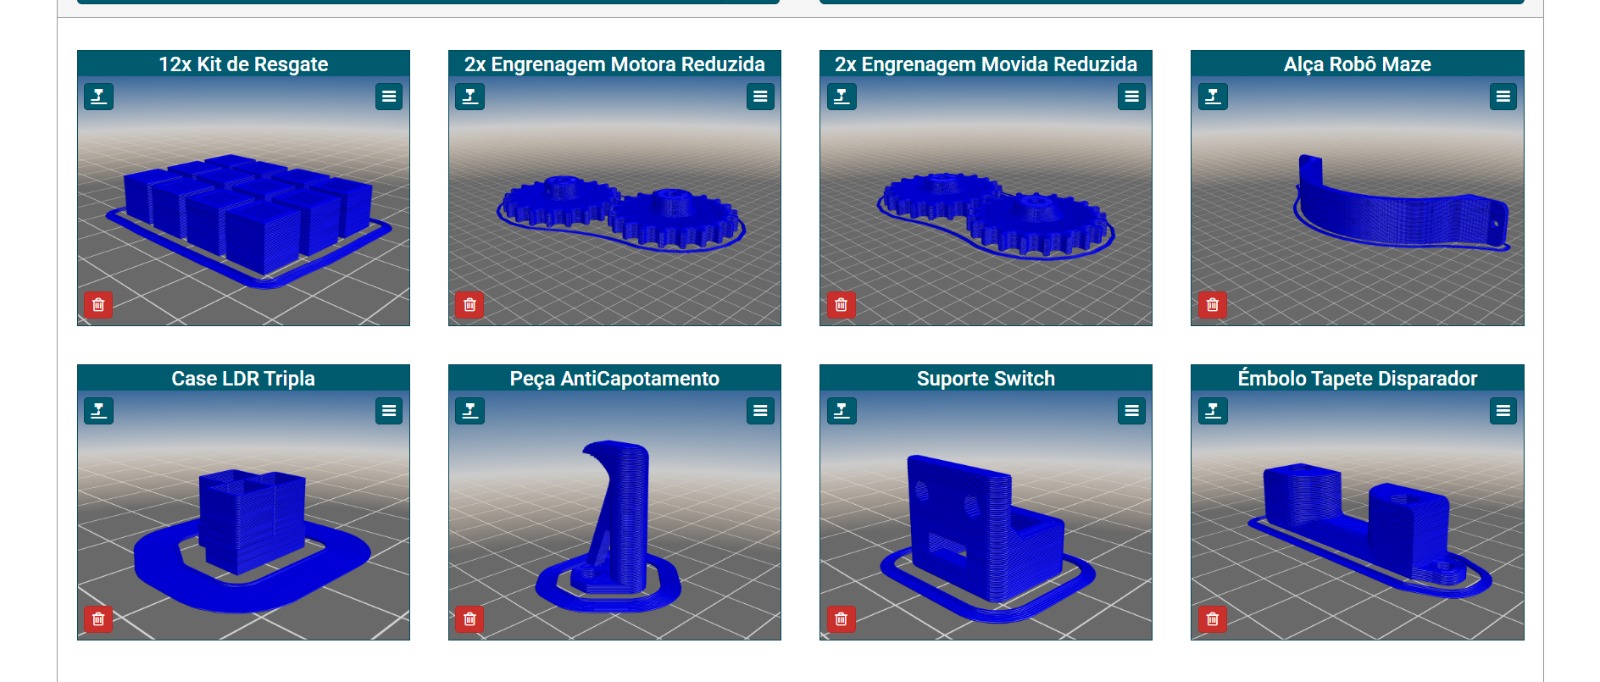 12x Kit de Resgate
2x Engrenagem Motora Reduzida
2x Engrenagem Movida Reduzida
Alça Robô Maze
Case LDR Tripla
Peça AntiCapotamento
Suporte Switch
Émbolo Tapete Disparador